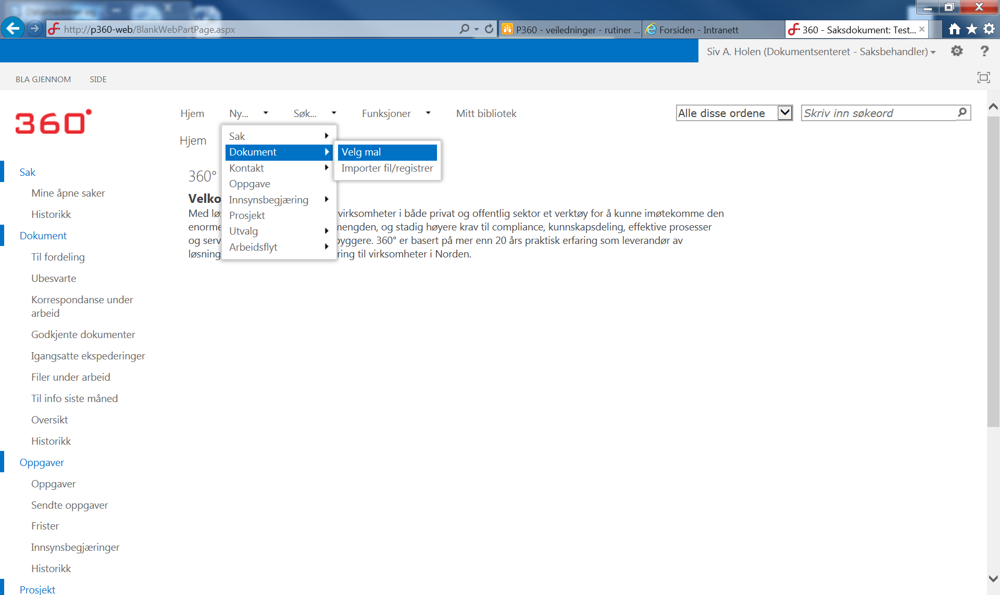 http://p360-web/BlankWebPartPage.aspx
P360 - veiledninger - rutiner ...
Forsiden - Intranett
360 - Saksdokument: Test...
Siv A. Holen (Dokumentsenteret - Saksbehandler)
BLA GJENNOM
SIDE
360°
Hjem
Ny...
Søk...
Funksjoner
Mitt bibliotek
Alle disse ordene
Skriv inn søkeord
Hjem
Sak
Dokument
Kontakt
Oppgave
Innsynsbegjæring
Prosjekt
Utvalg
Arbeidsflyt
Velg mal
Importer fil/registrer
360°
Velko
Med løs virksomheter i både privat og offentlig sektor et verktøy for å kunne imøtekomme den
enorme mengden, og stadig høyere krav til compliance, kunnskapsdeling, effektive prosesser
og serv byggere. 360° er basert på mer enn 20 års praktisk erfaring som leverandør av
løsning ring til virksomheter i Norden.
Sak
Mine åpne saker
Historikk
Dokument
Til fordeling
Ubesvarte
Korrespondanse under
arbeid
Godkjente dokumenter
Igangsatte ekspederinger
Filer under arbeid
Til info siste måned
Oversikt
Historikk
Oppgaver
Oppgaver
Sendte oppgaver
Frister
Innsynsbegjæringer
Historikk
Prosjekt